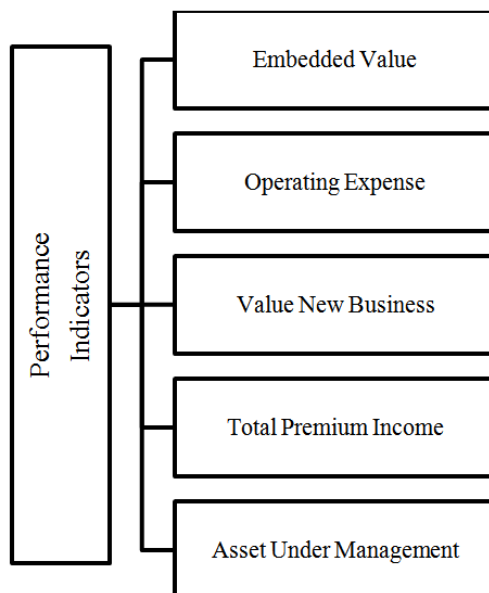 Performance
Indicators
Embedded Value
Operating Expense
Value New Business
Total Premium Income
Asset Under Management